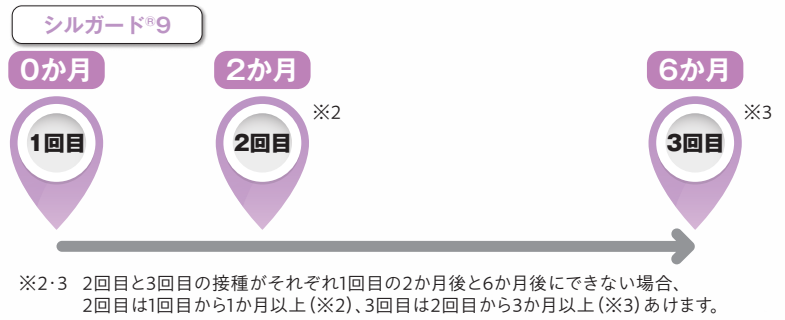 シルガード®9
0か月 2か月 6か月
※2 ※3
1回目 2回目 3回目
※2・3 2回目と3回目の接種がそれぞれ1回目の2か月後と6か月後にできない場合、
2回目は1回目から1か月以上(※2)、3回目は2回目から3か月以上(※3)あけます。